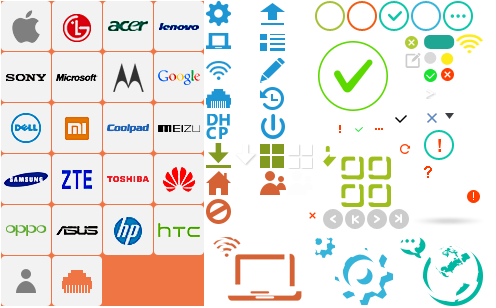 LG acer lenovo
SONY Microsoft Google
DELL mi Coolpad MEIZU
SAMSUNG ZTE TOSHIBA HUAWEI
oppo ASUS hp hTC
DH
CP
! ! ? !